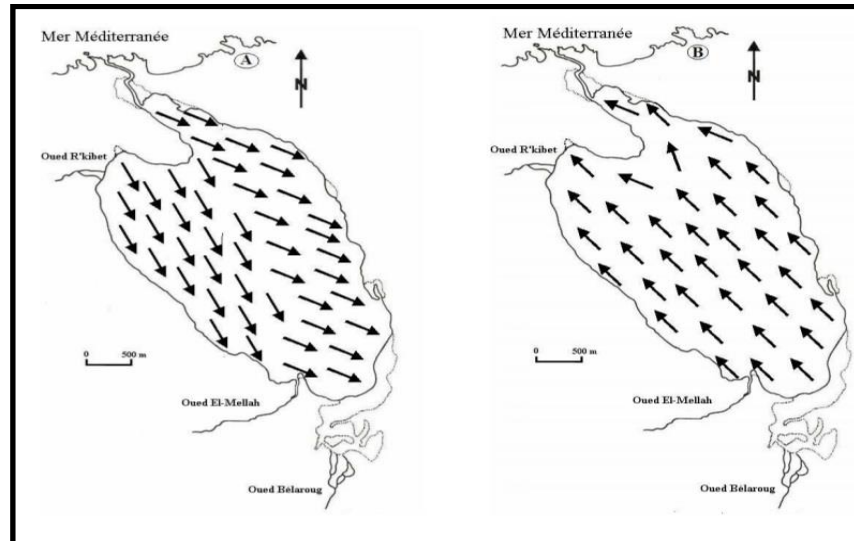 Mer Méditerranée
A
N
Oued R'kibet
0 500 m
Oued El-Mellah
Oued Bélaroug
Mer Méditerranée
B
N
Oued R'kibet
0 500 m
Oued El-Mellah
Oued Bélaroug